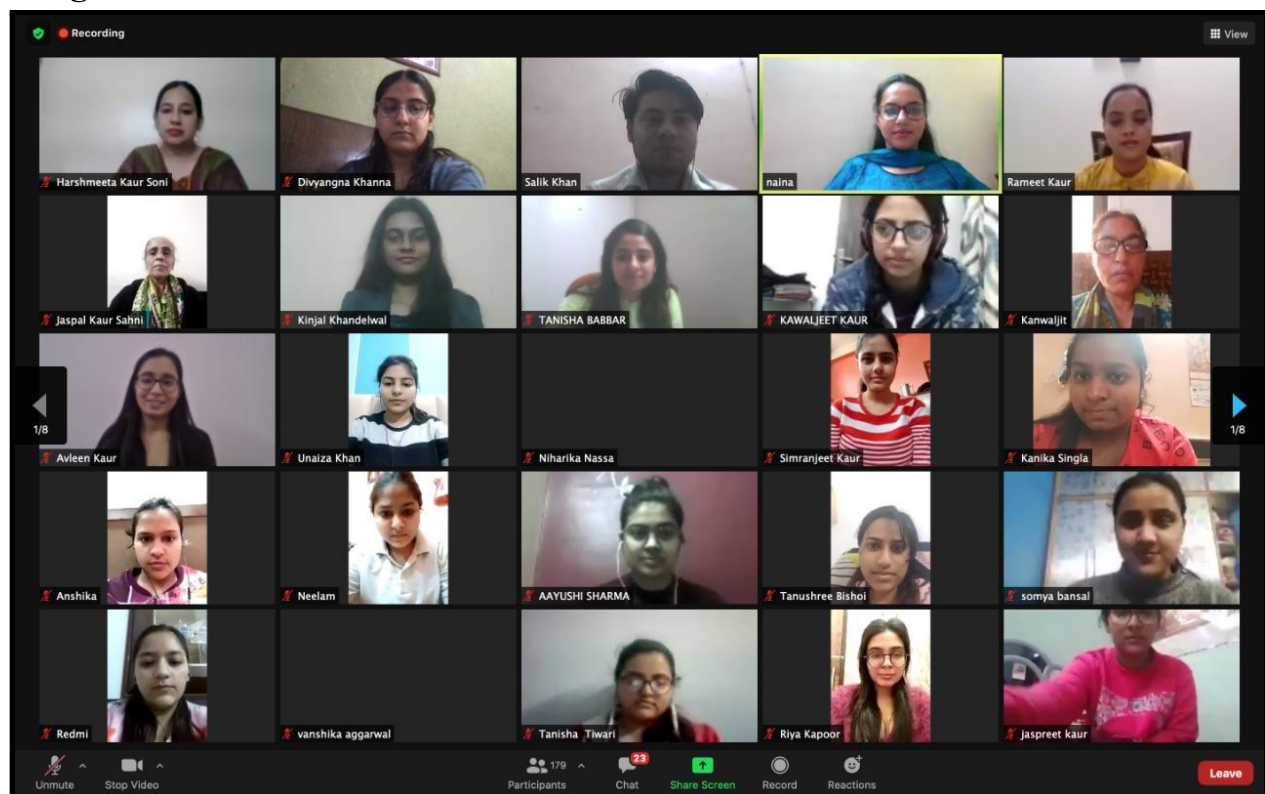 Recording
View
Harshmeeta Kaur Soni
Divyangna Khanna
Salik Khan
naina
Rameet Kaur
Jaspal Kaur Sahni
Kinjal Khandelwal
TANISHA BABBAR
KAWALJEET KAUR
Kanwaljit
1/8
1/8
Avleen Kaur
Unaiza Khan
Niharika Nassa
Simranjeet Kaur
Kanika Singla
Anshika
Neelam
AAYUSHI SHARMA
Tanushree Bishoi
somya bansal
Redmi
vanshika aggarwal
Tanisha Tiwari
Riya Kapoor
jaspreet kaur
Unmute
Stop Video
179
Participants
23
Chat
Share Screen
Record
Reactions
Leave